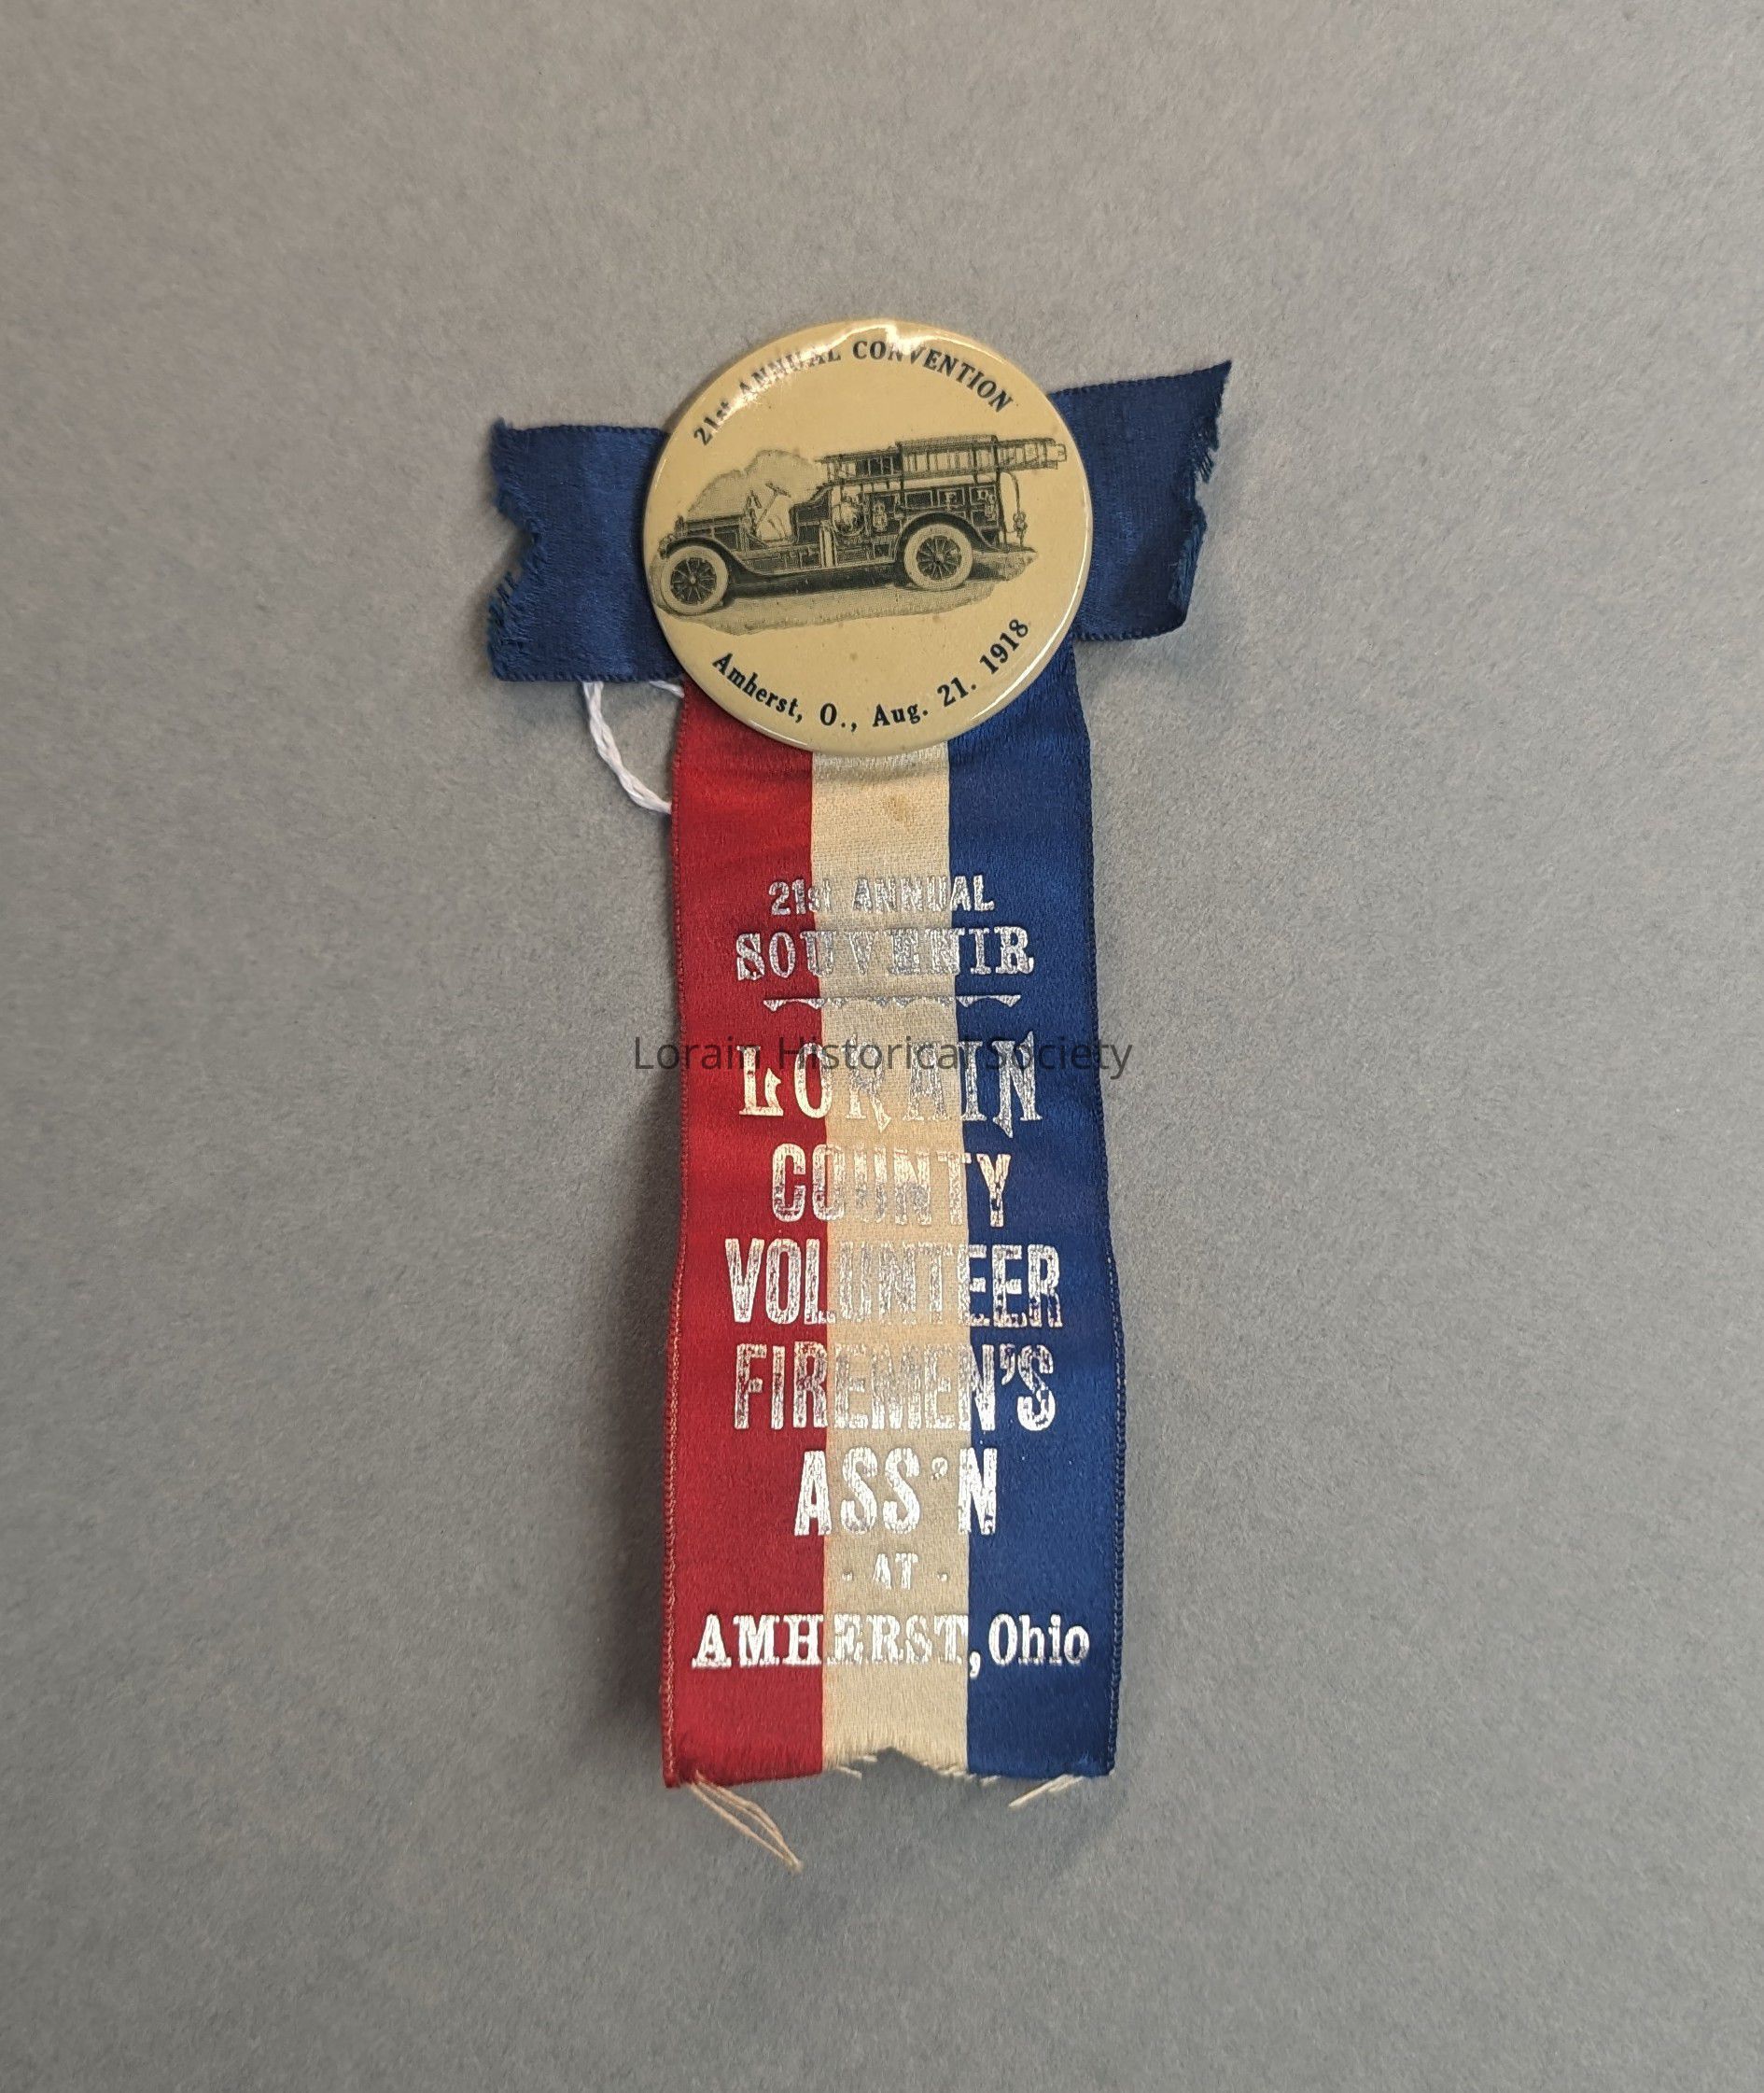 21st ANNUAL CONVENTION
A F D
Amherst, O., Aug. 21. 1918
21st ANNUAL
SOUVENIR
Lorain Historical Society
LORAIN
COUNTY
VOLUNTEER
FIREMEN'S
ASS'N
- AT -
AMHERST, Ohio